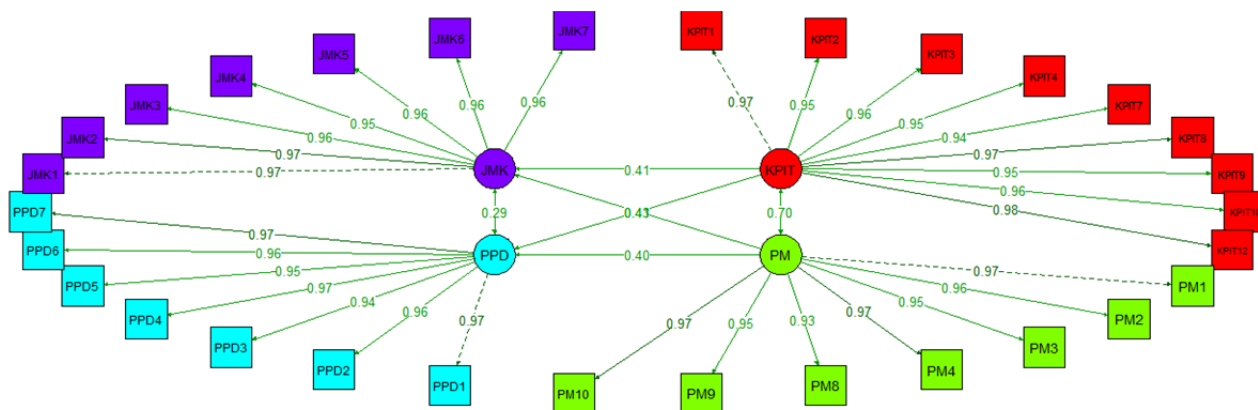 JMK7
KPIT1
JMK6
KPIT2
JMK5
KPIT3
JMK4
KPIT4
JMK3
KPIT7
JMK2
KPIT8
JMK1
KPIT9
KPIT10
KPIT12
0.97
0.97
0.96
0.95
0.96
0.96
0.96
0.97
0.95
0.96
0.95
0.94
0.97
0.95
0.96
0.98
JMK
0.41
KPIT
0.29
0.70
PPD
0.40
PM
PPD7
PPD6
PPD5
PPD4
PPD3
PPD2
PPD1
0.97
0.96
0.95
0.97
0.94
0.96
0.97
0.97
0.95
0.93
0.97
0.95
0.96
0.97
PM1
PM2
PM3
PM4
PM8
PM9
PM10